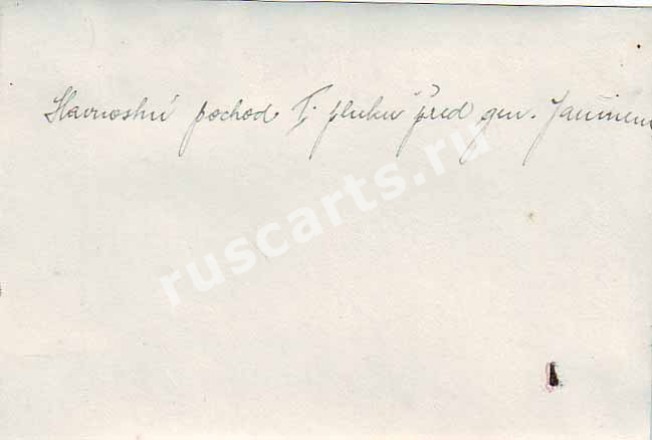 Slavnostní pochod I. pluku před gen. Janinem
ruscarts.ru